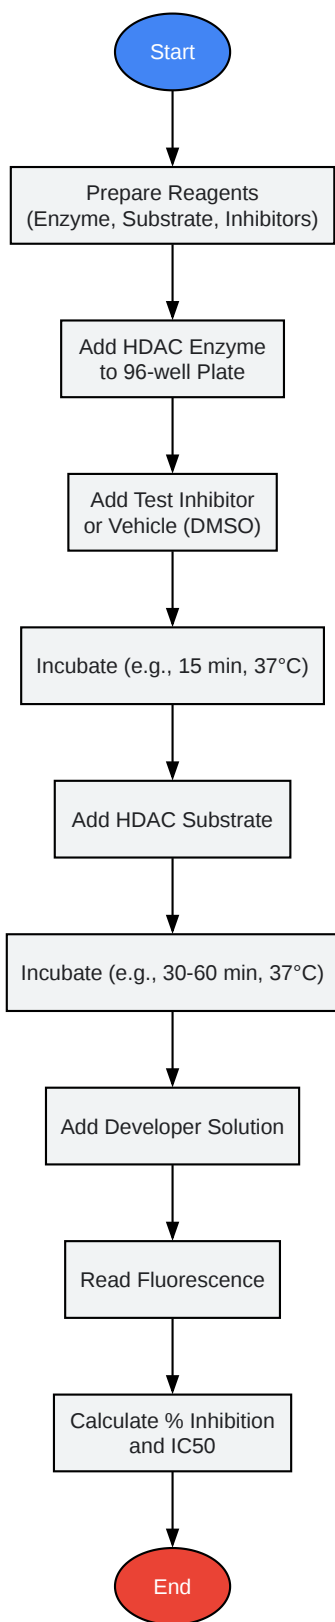 Start
Prepare Reagents
(Enzyme, Substrate, Inhibitors)
Add HDAC Enzyme
to 96-well Plate
Add Test Inhibitor
or Vehicle (DMSO)
Incubate (e.g., 15 min, 37°C)
Add HDAC Substrate
Incubate (e.g., 30-60 min, 37°C)
Add Developer Solution
Read Fluorescence
Calculate % Inhibition
and IC50
End